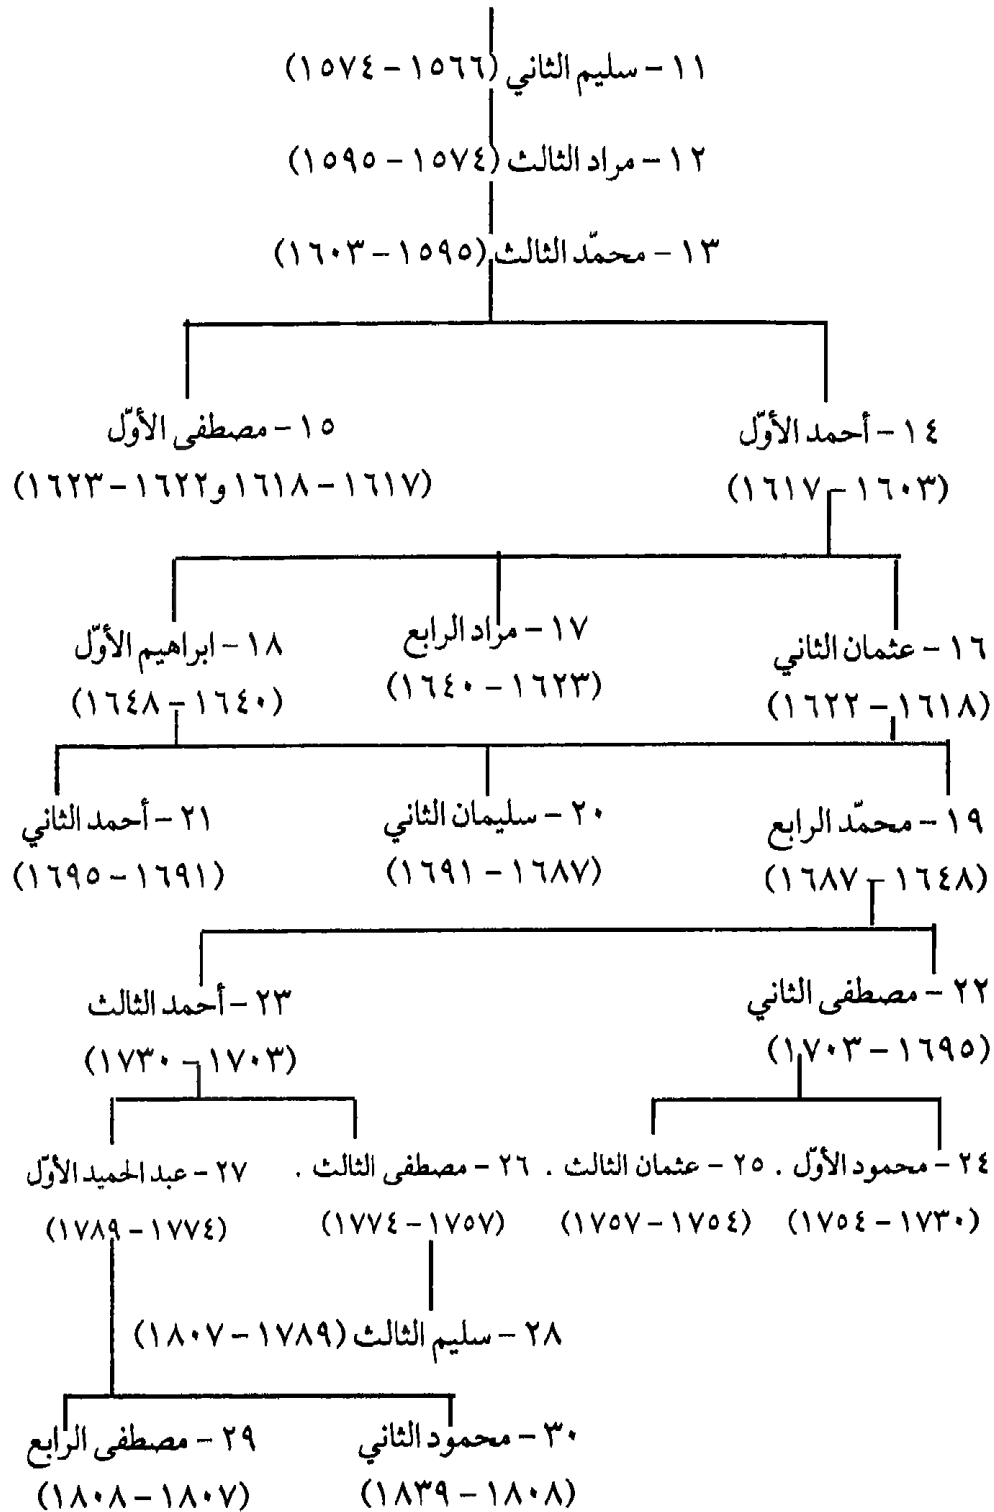 ١١ - سليم الثاني (١٥٦٦ - ١٥٧٤)
١٢ - مراد الثالث (١٥٧٤ - ١٥٩٥)
١٣ - محمّد الثالث (١٥٩٥ - ١٦٠٣)
١٤ - أحمد الأوّل
(١٦٠٣ - ١٦١٧)
١٥ - مصطفى الأوّل
(١٦١٧ - ١٦١٨ و١٦٢٢ - ١٦٢٣)
١٦ - عثمان الثاني
(١٦١٨ - ١٦٢٢)
١٧ - مراد الرابع
(١٦٢٣ - ١٦٤٠)
١٨ - ابراهيم الأوّل
(١٦٤٠ - ١٦٤٨)
١٩ - محمّد الرابع
(١٦٤٨ - ١٦٨٧)
٢٠ - سليمان الثاني
(١٦٨٧ - ١٦٩١)
٢١ - أحمد الثاني
(١٦٩١ - ١٦٩٥)
٢٢ - مصطفى الثاني
(١٦٩٥ - ١٧٠٣)
٢٣ - أحمد الثالث
(١٧٠٣ - ١٧٣٠)
٢٤ - محمود الأوّل . ٢٥ - عثمان الثالث . ٢٦ - مصطفى الثالث . ٢٧ - عبد الحميد الأوّل
(١٧٣٠ - ١٧٥٤) (١٧٥٤ - ١٧٥٧) (١٧٥٧ - ١٧٧٤) (١٧٧٤ - ١٧٨٩)
٢٨ - سليم الثالث (١٧٨٩ - ١٨٠٧)
٣٠ - محمود الثاني
(١٨٠٨ - ١٨�٩)
٢٩ - مصطفى الرابع
(١٨٠٧ - ١٨٠٨)